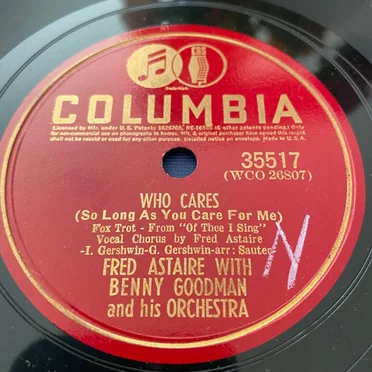 Trade-Mark
COLUMBIA
Licensed by Mfr. under U. S. Patents 1625705, RE-16588 (& other patents pending.) Only
for non-commercial use on phonographs in homes. Mfr. & original purchaser have agreed this record
shall not be resold or used for any other purpose. Detailed notice on envelope. Made in U. S. A.
35517
(WCO 26807)
WHO CARES
(So Long As You Care For Me)
Fox Trot - From "Of Thee I Sing"
Vocal Chorus by Fred Astaire
-I. Gershwin-G. Gershwin-arr: Sauter-
FRED ASTAIRE WITH
BENNY GOODMAN
and his ORCHESTRA